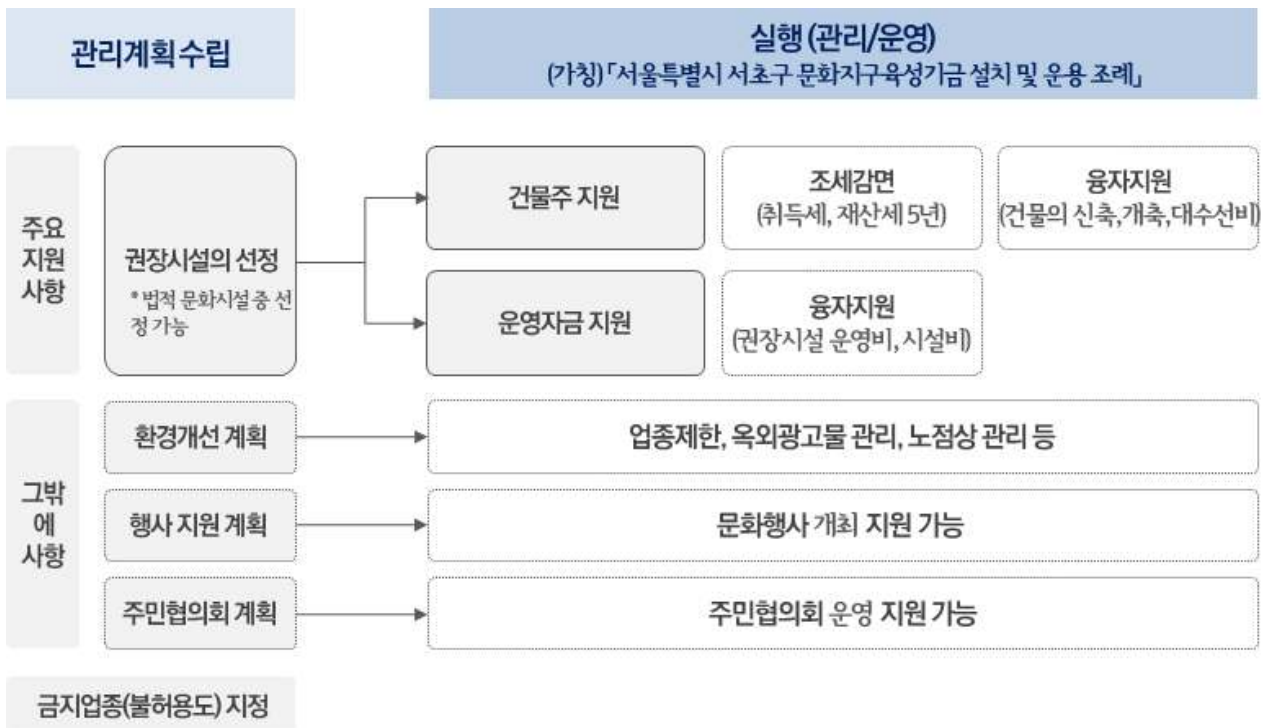 관리계획수립
실행 (관리/운영)
(가칭)「서울특별시 서초구 문화지구육성기금 설치 및 운용 조례」
주요
지원
사항
권장시설의 선정
* 법적 문화시설 중 선
정 가능
건물주 지원
조세감면
(취득세, 재산세 5년)
융자지원
(건물의 신축,개축,대수선비)
운영자금 지원
융자지원
(권장시설 운영비, 시설비)
그밖
에
사항
환경개선 계획
업종제한, 옥외광고물 관리, 노점상 관리 등
행사 지원 계획
문화행사 개최 지원 가능
주민협의회 계획
주민협의회 운영 지원 가능
금지업종(불허용도) 지정